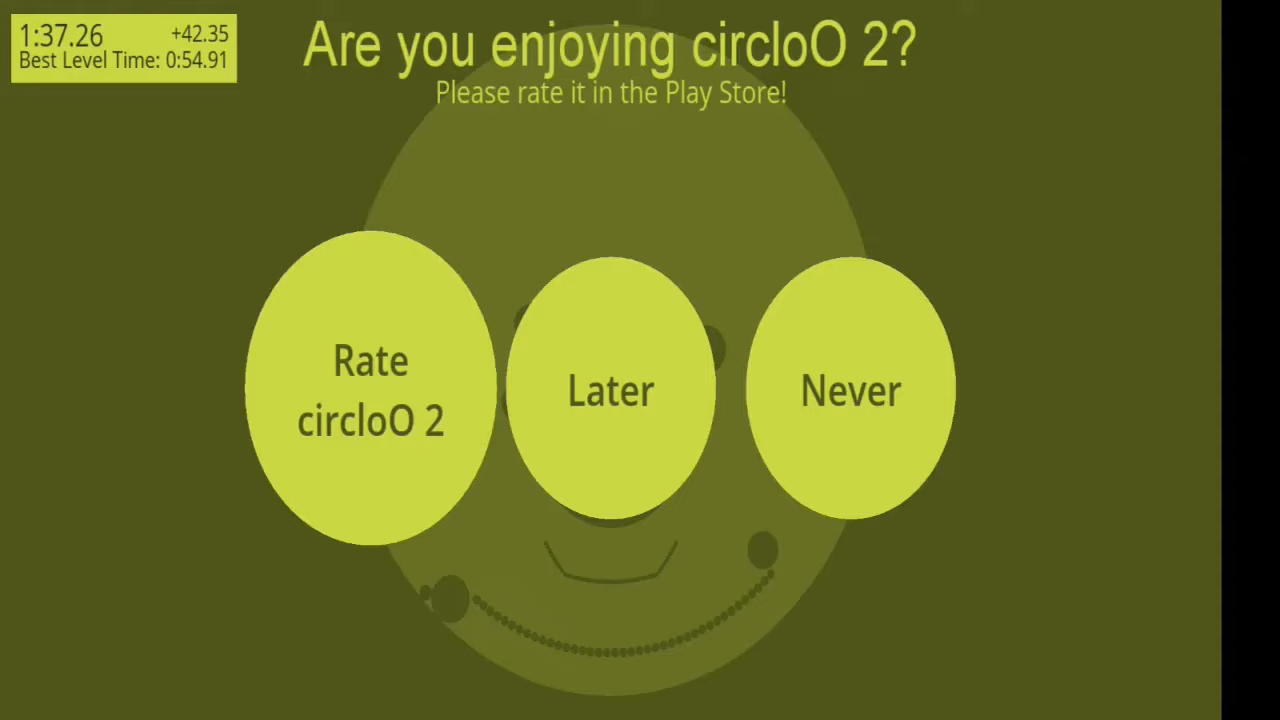 1:37.26 +42.35
Best Level Time: 0:54.91
Are you enjoying circloO 2?
Please rate it in the Play Store!
Rate
circloO 2
Later
Never